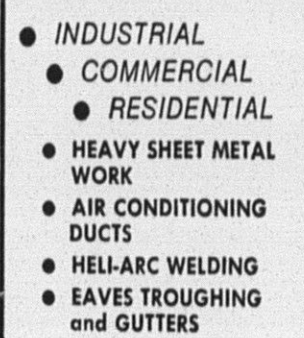 ● INDUSTRIAL
● COMMERCIAL
● RESIDENTIAL
● HEAVY SHEET METAL
WORK
● AIR CONDITIONING
DUCTS
● HELI-ARC WELDING
● EAVES TROUGHING
and GUTTERS